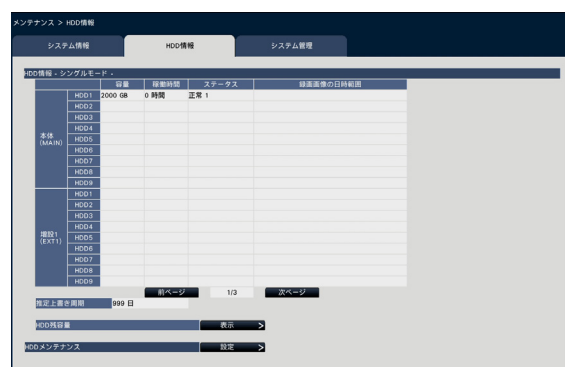 メンテナンス > HDD情報
システム情報 HDD情報 システム管理
HDD情報 - シングルモード -
容量 稼働時間 ステータス 録画画像の日時範囲
本体
(MAIN)
HDD1 2000 GB 0 時間 正常 1
HDD2
HDD3
HDD4
HDD5
HDD6
HDD7
HDD8
HDD9
増設1
(EXT1)
HDD1
HDD2
HDD3
HDD4
HDD5
HDD6
HDD7
HDD8
HDD9
前ページ 1/3 次ページ
推定上書き周期 999 日
HDD残容量 表示 >
HDDメンテナンス 設定 >